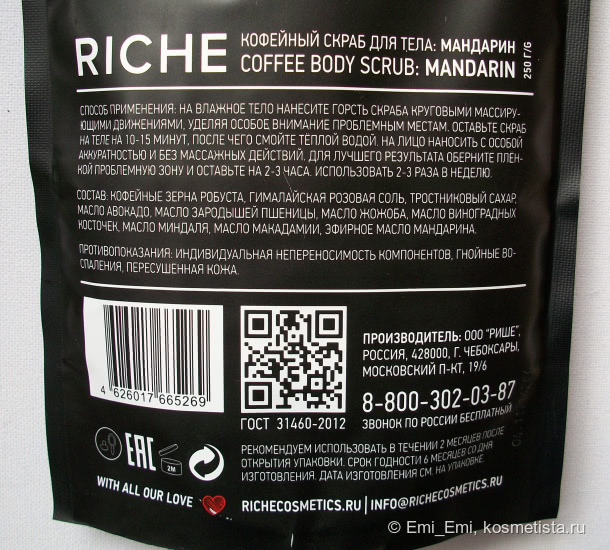 RICHE
КОФЕЙНЫЙ СКРАБ ДЛЯ ТЕЛА: МАНДАРИН
COFFEE BODY SCRUB: MANDARIN
250 Г/G
СПОСОБ ПРИМЕНЕНИЯ: НА ВЛАЖНОЕ ТЕЛО НАНЕСИТЕ ГОРСТЬ СКРАБА КРУГОВЫМИ МАССИРУ-
ЮЩИМИ ДВИЖЕНИЯМИ, УДЕЛЯЯ ОСОБОЕ ВНИМАНИЕ ПРОБЛЕМНЫМ МЕСТАМ. ОСТАВЬТЕ СКРАБ
НА ТЕЛЕ НА 10-15 МИНУТ, ПОСЛЕ ЧЕГО СМОЙТЕ ТЁПЛОЙ ВОДОЙ. НА ЛИЦО НАНОСИТЬ С ОСОБОЙ
АККУРАТНОСТЬЮ И БЕЗ МАССАЖНЫХ ДЕЙСТВИЙ. ДЛЯ ЛУЧШЕГО РЕЗУЛЬТАТА ОБЕРНИТЕ ПЛЁН-
КОЙ ПРОБЛЕМНУЮ ЗОНУ И ОСТАВЬТЕ НА 2-3 ЧАСА. ИСПОЛЬЗОВАТЬ 2-3 РАЗА В НЕДЕЛЮ.
СОСТАВ: КОФЕЙНЫЕ ЗЕРНА РОБУСТА, ГИМАЛАЙСКАЯ РОЗОВАЯ СОЛЬ, ТРОСТНИКОВЫЙ САХАР,
МАСЛО АВОКАДО, МАСЛО ЗАРОДЫШЕЙ ПШЕНИЦЫ, МАСЛО ЖОЖОБА, МАСЛО ВИНОГРАДНЫХ
КОСТОЧЕК, МАСЛО МИНДАЛЯ, МАСЛО МАКАДАМИИ, ЭФИРНОЕ МАСЛО МАНДАРИНА.
ПРОТИВОПОКАЗАНИЯ: ИНДИВИДУАЛЬНАЯ НЕПЕРЕНОСИМОСТЬ КОМПОНЕНТОВ, ГНОЙНЫЕ ВОС-
ПАЛЕНИЯ, ПЕРЕСУШЕННАЯ КОЖА.
4 626017 665269
ГОСТ 31460-2012
ПРОИЗВОДИТЕЛЬ: ООО "РИШЕ",
РОССИЯ, 428000, Г. ЧЕБОКСАРЫ,
МОСКОВСКИЙ П-КТ, 19/6
8-800-302-03-87
ЗВОНОК ПО РОССИИ БЕСПЛАТНЫЙ
EAC
2M
РЕКОМЕНДУЕМ ИСПОЛЬЗОВАТЬ В ТЕЧЕНИИ 2 МЕСЯЦЕВ ПОСЛЕ
ОТКРЫТИЯ УПАКОВКИ. СРОК ГОДНОСТИ 6 МЕСЯЦЕВ СО ДНЯ
ИЗГОТОВЛЕНИЯ. ДАТА ИЗГОТОВЛЕНИЯ СМ. НА УПАКОВКЕ.
WITH ALL OUR LOVE
RICHECOSMETICS.RU | INFO@RICHECOSMETICS.RU
© Emi_Emi, kosmetista.ru